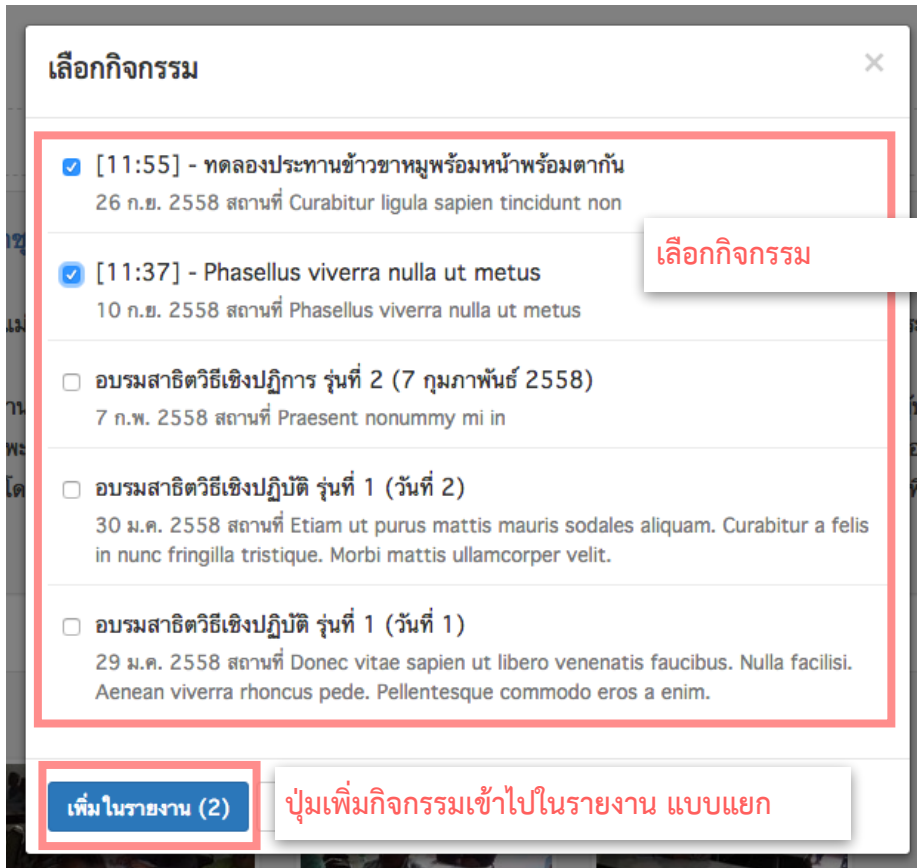 เลือกกิจกรรม
×
[11:55] - ทดลองประทานข้าวขาหมูพร้อมหน้าพร้อมตากัน
26 ก.ย. 2558 สถานที่ Curabitur ligula sapien tincidunt non
เลือกกิจกรรม
[11:37] - Phasellus viverra nulla ut metus
10 ก.ย. 2558 สถานที่ Phasellus viverra nulla ut metus
อบรมสาธิตวิธีเชิงปฏิการ รุ่นที่ 2 (7 กุมภาพันธ์ 2558)
7 ก.พ. 2558 สถานที่ Praesent nonummy mi in
อบรมสาธิตวิธีเชิงปฏิบัติ รุ่นที่ 1 (วันที่ 2)
30 ม.ค. 2558 สถานที่ Etiam ut purus mattis mauris sodales aliquam. Curabitur a felis
in nunc fringilla tristique. Morbi mattis ullamcorper velit.
อบรมสาธิตวิธีเชิงปฏิบัติ รุ่นที่ 1 (วันที่ 1)
29 ม.ค. 2558 สถานที่ Donec vitae sapien ut libero venenatis faucibus. Nulla facilisi.
Aenean viverra rhoncus pede. Pellentesque commodo eros a enim.
เพิ่มในรายงาน (2)
ปุ่มเพิ่มกิจกรรมเข้าไปในรายงาน แบบแยก